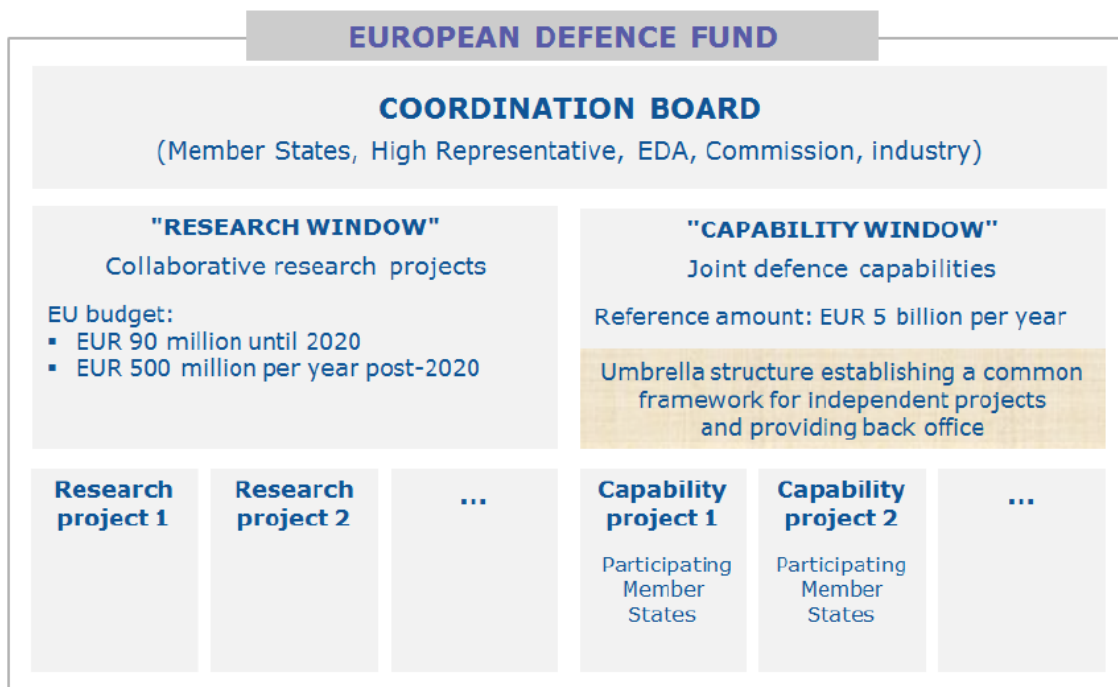 EUROPEAN DEFENCE FUND
COORDINATION BOARD
(Member States, High Representative, EDA, Commission, industry)
"RESEARCH WINDOW"
Collaborative research projects
EU budget:
▪ EUR 90 million until 2020
▪ EUR 500 million per year post-2020
"CAPABILITY WINDOW"
Joint defence capabilities
Reference amount: EUR 5 billion per year
Umbrella structure establishing a common
framework for independent projects
and providing back office
Research
project 1
Research
project 2
...
Capability
project 1
Participating
Member
States
Capability
project 2
Participating
Member
States
...